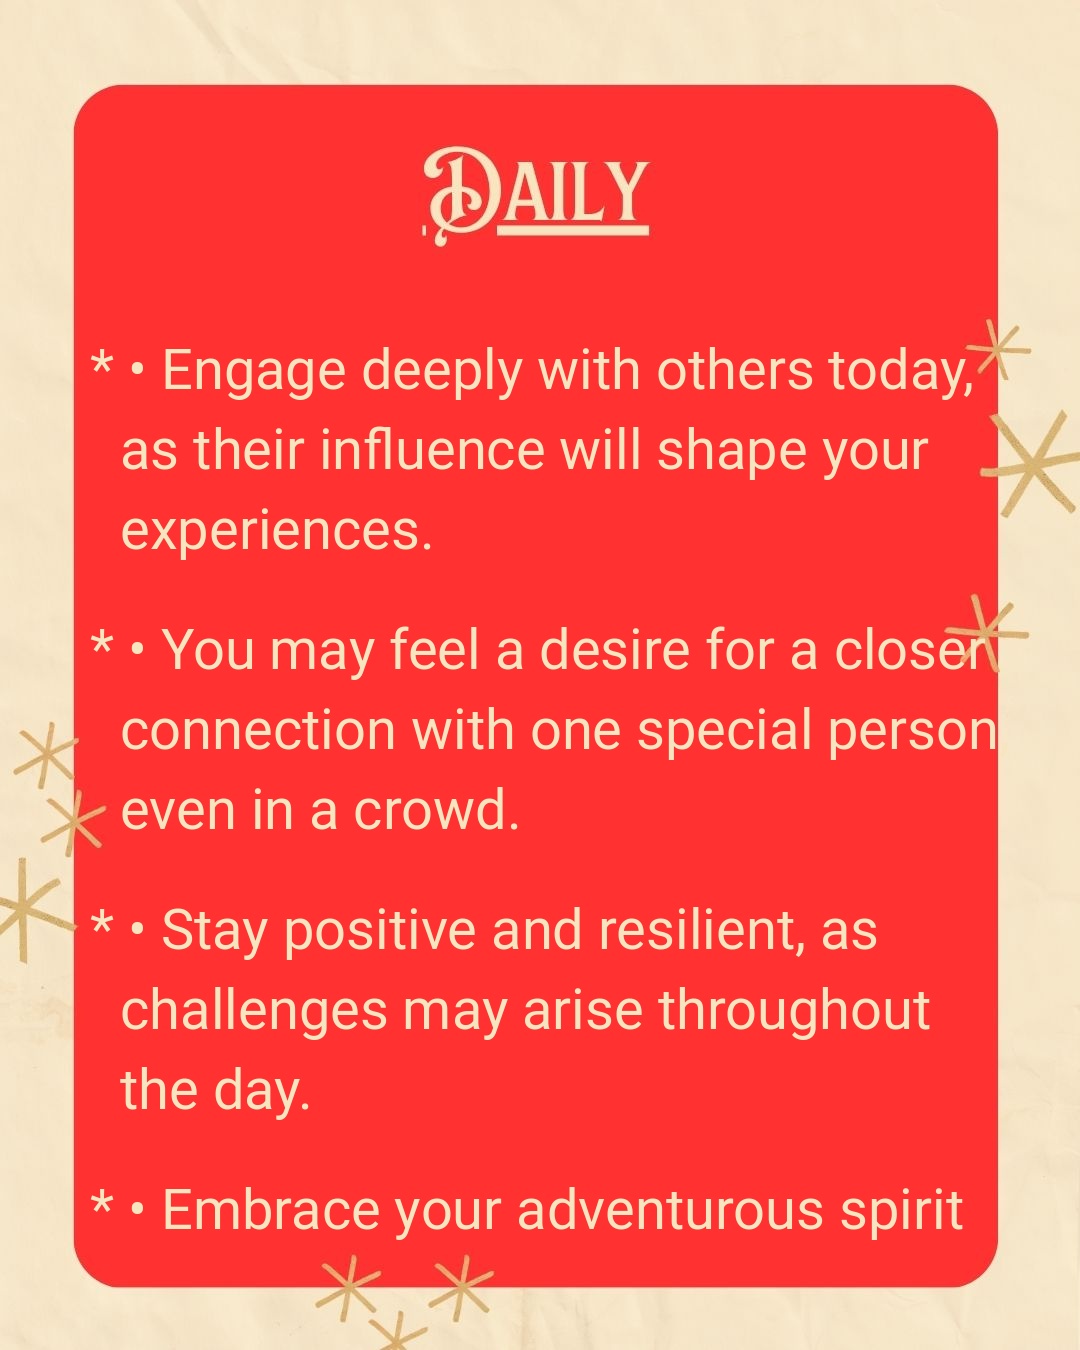 Daily
* • Engage deeply with others today,
as their influence will shape your
experiences.
* • You may feel a desire for a closer
connection with one special person
even in a crowd.
* • Stay positive and resilient, as
challenges may arise throughout
the day.
* • Embrace your adventurous spirit